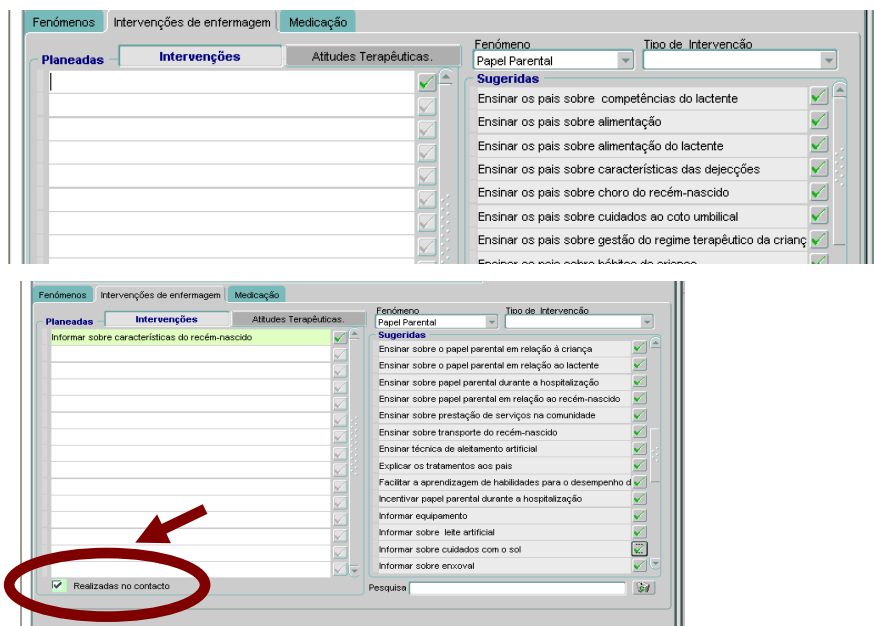 Fenómenos Intervenções de enfermagem Medicação
Planeadas Intervenções Atitudes Terapêuticas.
Fenómeno Tipo de Intervenção
Papel Parental
Sugeridas
Ensinar os pais sobre competências do lactente
Ensinar os pais sobre alimentação
Ensinar os pais sobre alimentação do lactente
Ensinar os pais sobre características das dejecções
Ensinar os pais sobre choro do recém-nascido
Ensinar os pais sobre cuidados ao coto umbilical
Ensinar os pais sobre gestão do regime terapêutico da crianç
Ensinar os pais sobre hábitos de criança
Fenómenos Intervenções de enfermagem Medicação
Planeadas Intervenções Atitudes Terapêuticas.
Informar sobre características do recém-nascido
Realizadas no contacto
Fenómeno Tipo de Intervenção
Papel Parental
Sugeridas
Ensinar sobre o papel parental em relação à criança
Ensinar sobre o papel parental em relação ao lactente
Ensinar sobre papel parental durante a hospitalização
Ensinar sobre papel parental em relação ao recém-nascido
Ensinar sobre prestação de serviços na comunidade
Ensinar sobre transporte do recém-nascido
Ensinar técnica de aleitamento artificial
Explicar os tratamentos aos pais
Facilitar a aprendizagem de habilidades para o desempenho d
Incentivar papel parental durante a hospitalização
Informar equipamento
Informar sobre leite artificial
Informar sobre cuidados com o sol
Informar sobre enxoval
Pesquisa